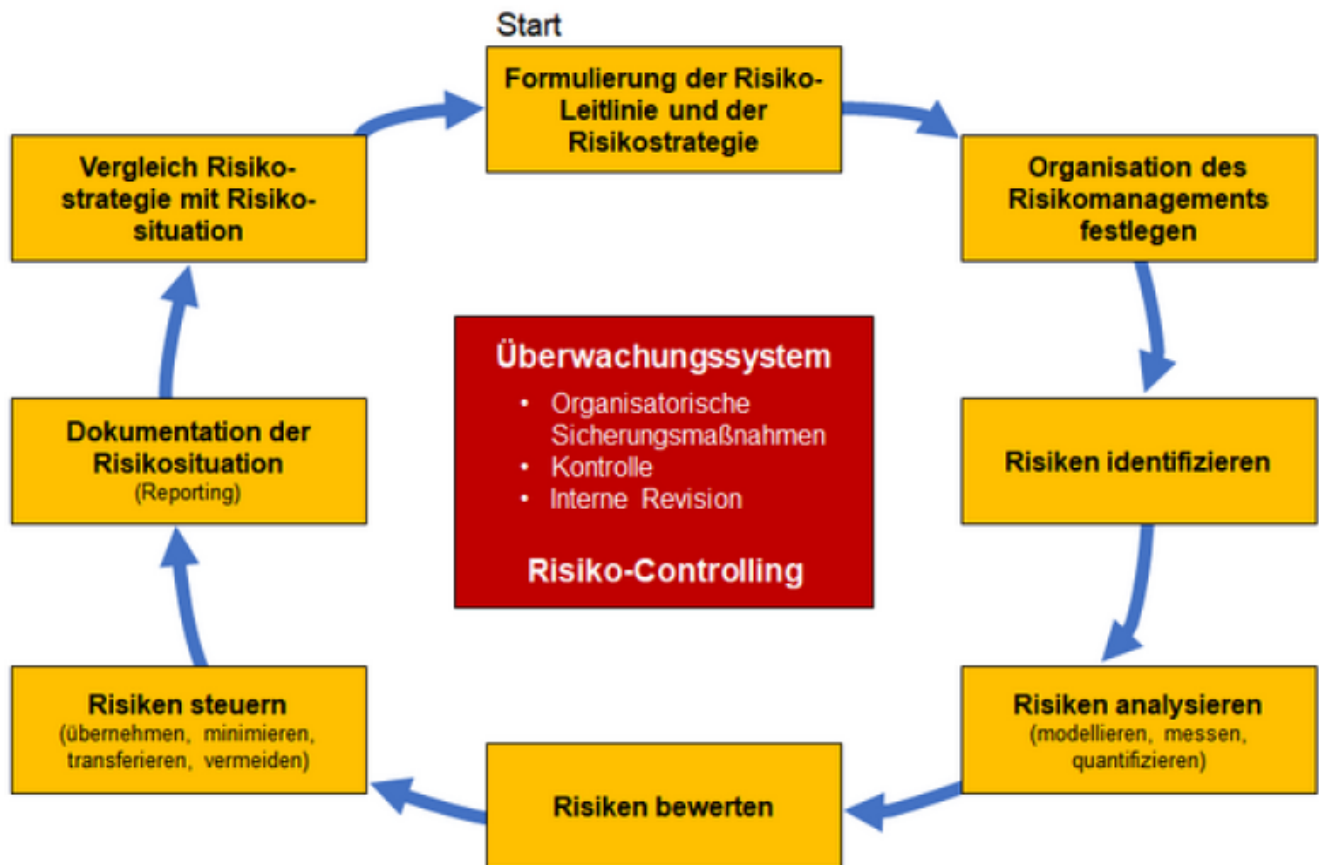 Start
Formulierung der Risiko-
Leitlinie und der
Risikostrategie
Organisation des
Risikomanagements
festlegen
Risiken identifizieren
Risiken analysieren
(modellieren, messen,
quantifizieren)
Risiken bewerten
Risiken steuern
(übernehmen, minimieren,
transferieren, vermeiden)
Dokumentation der
Risikosituation
(Reporting)
Vergleich Risiko-
strategie mit Risiko-
situation
Überwachungssystem
• Organisatorische
Sicherungsmaßnahmen
• Kontrolle
• Interne Revision
Risiko-Controlling